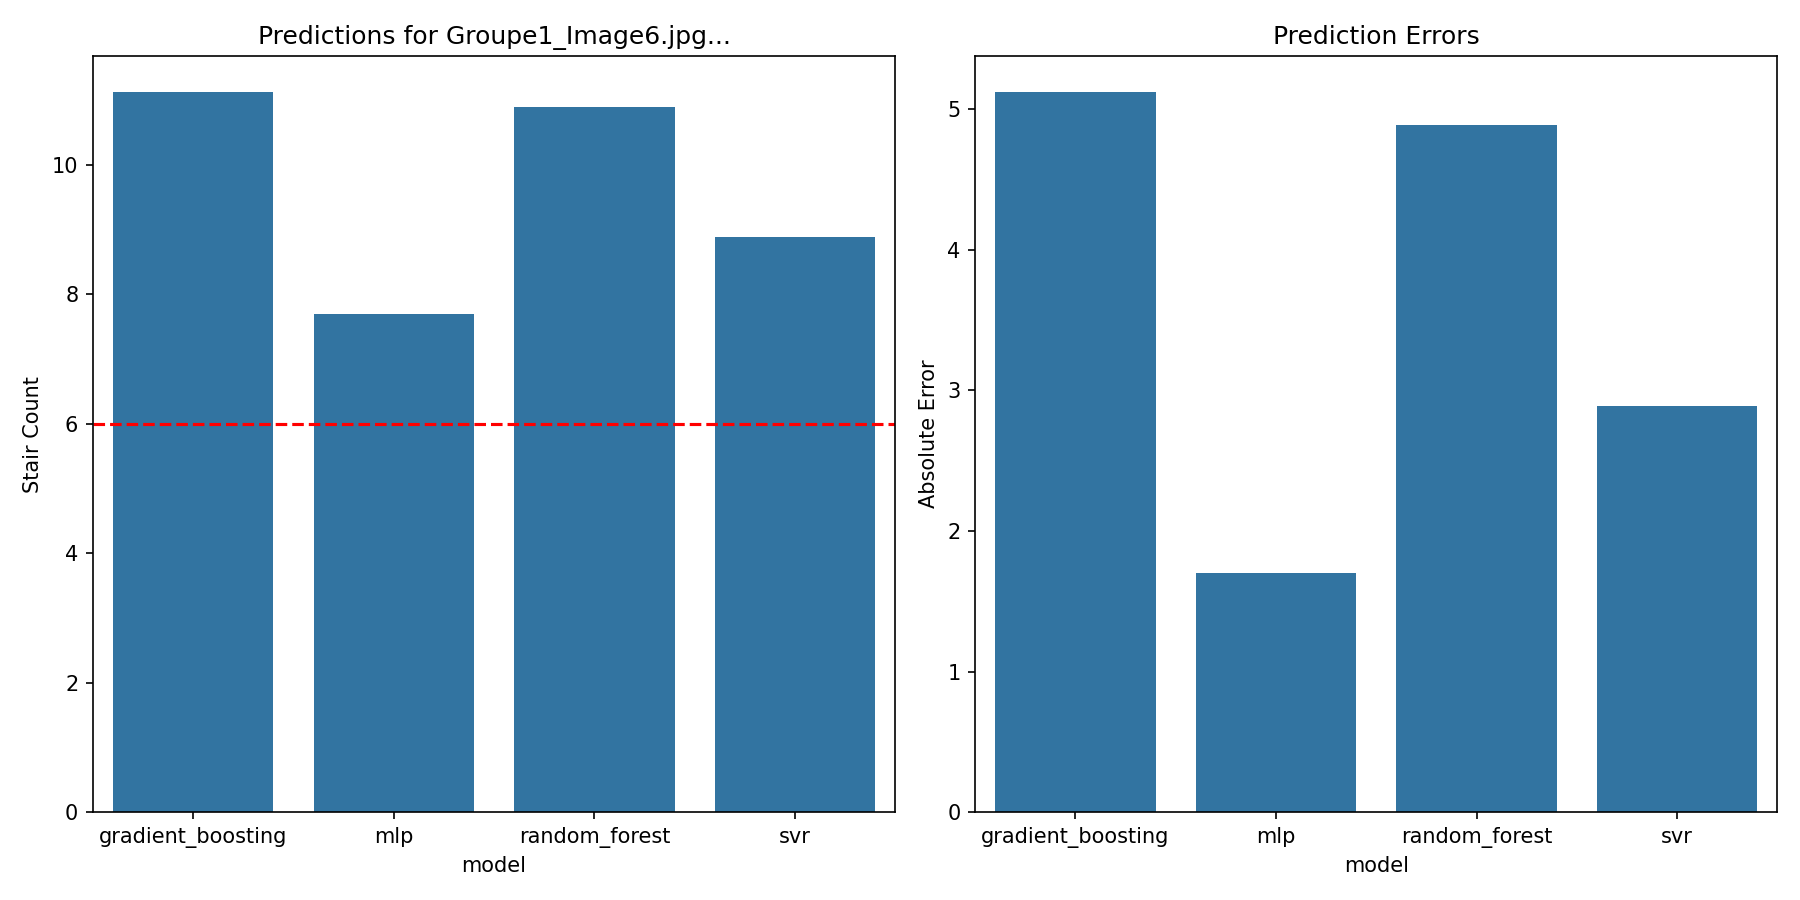 Predictions for Groupe1_Image6.jpg...
Stair Count
10
8
6
4
2
0
gradient_boosting mlp random_forest svr
model
Prediction Errors
Absolute Error
5
4
3
2
1
0
gradient_boosting mlp random_forest svr
model